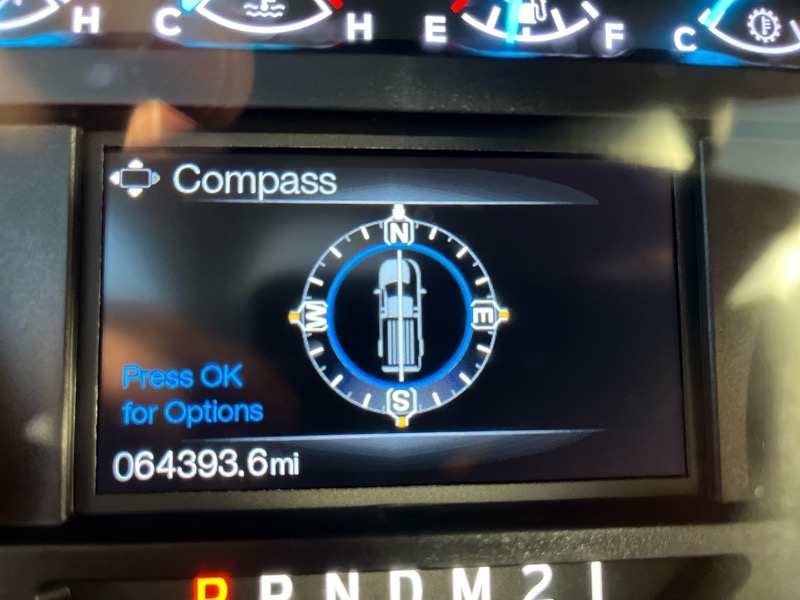 H C H E F C
Compass
N
W E
S
Press OK
for Options
064393.6mi
P R N D M 2 1